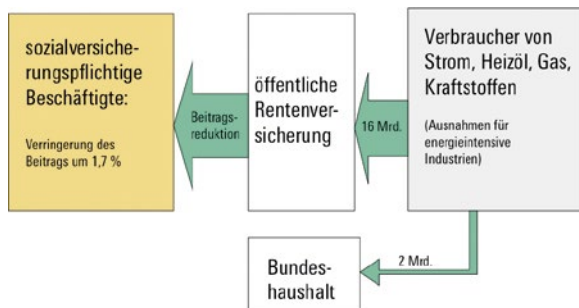 sozialversiche-
rungspflichtige
Beschäftigte:
Verringerung des
Beitrags um 1,7 %
Beitrags-
reduktion
öffentliche
Rentenver-
sicherung
16 Mrd.
Verbraucher von
Strom, Heizöl, Gas,
Kraftstoffen
(Ausnahmen für
energieintensive
Industrien)
2 Mrd.
Bundes-
haushalt